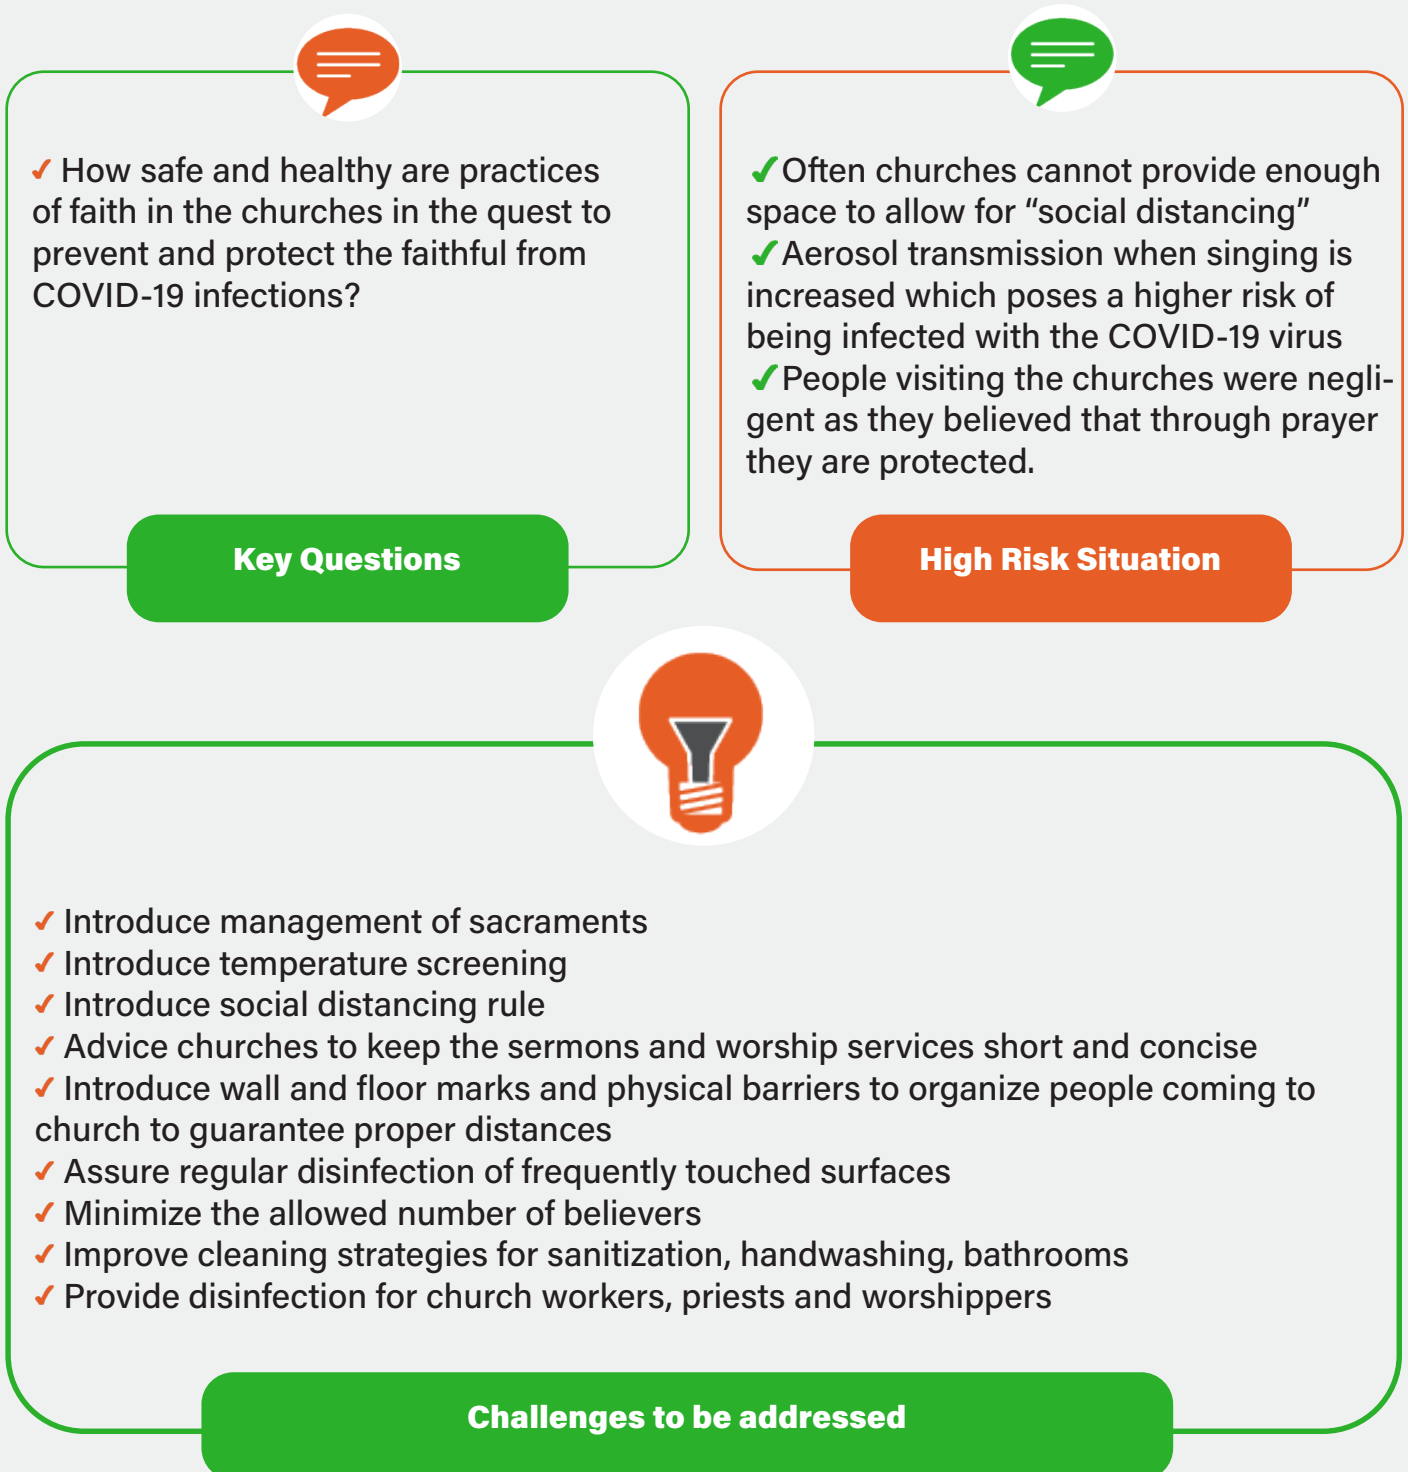 ✓ How safe and healthy are practices
of faith in the churches in the quest to
prevent and protect the faithful from
COVID-19 infections?
Key Questions
✓Often churches cannot provide enough
space to allow for “social distancing”
✓Aerosol transmission when singing is
increased which poses a higher risk of
being infected with the COVID-19 virus
✓People visiting the churches were negli-
gent as they believed that through prayer
they are protected.
High Risk Situation
✓ Introduce management of sacraments
✓ Introduce temperature screening
✓ Introduce social distancing rule
✓ Advice churches to keep the sermons and worship services short and concise
✓ Introduce wall and floor marks and physical barriers to organize people coming to
church to guarantee proper distances
✓ Assure regular disinfection of frequently touched surfaces
✓ Minimize the allowed number of believers
✓ Improve cleaning strategies for sanitization, handwashing, bathrooms
✓ Provide disinfection for church workers, priests and worshippers
Challenges to be addressed